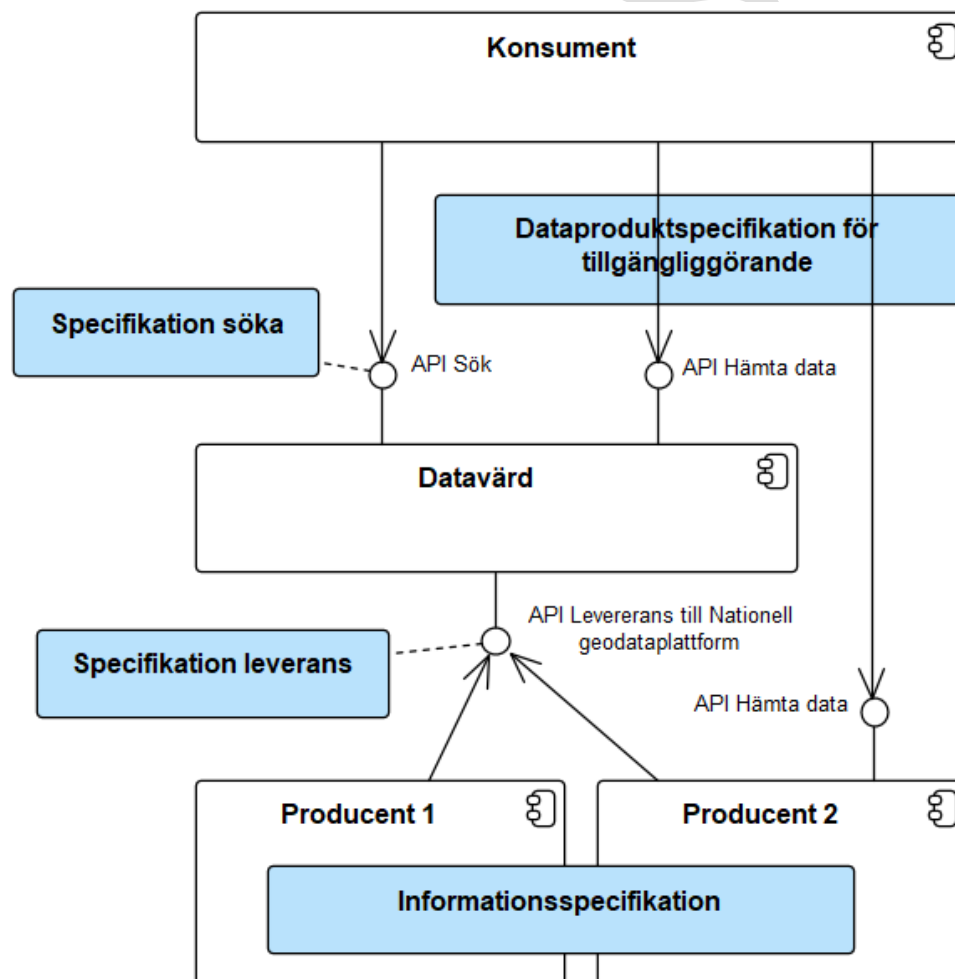 Konsument
Dataproduktspecifikation för
tillgängliggörande
Specifikation söka
API Sök
API Hämta data
Datavärd
API Levererans till Nationell
geodataplattform
Specifikation leverans
API Hämta data
Producent 1
Producent 2
Informationsspecifikation